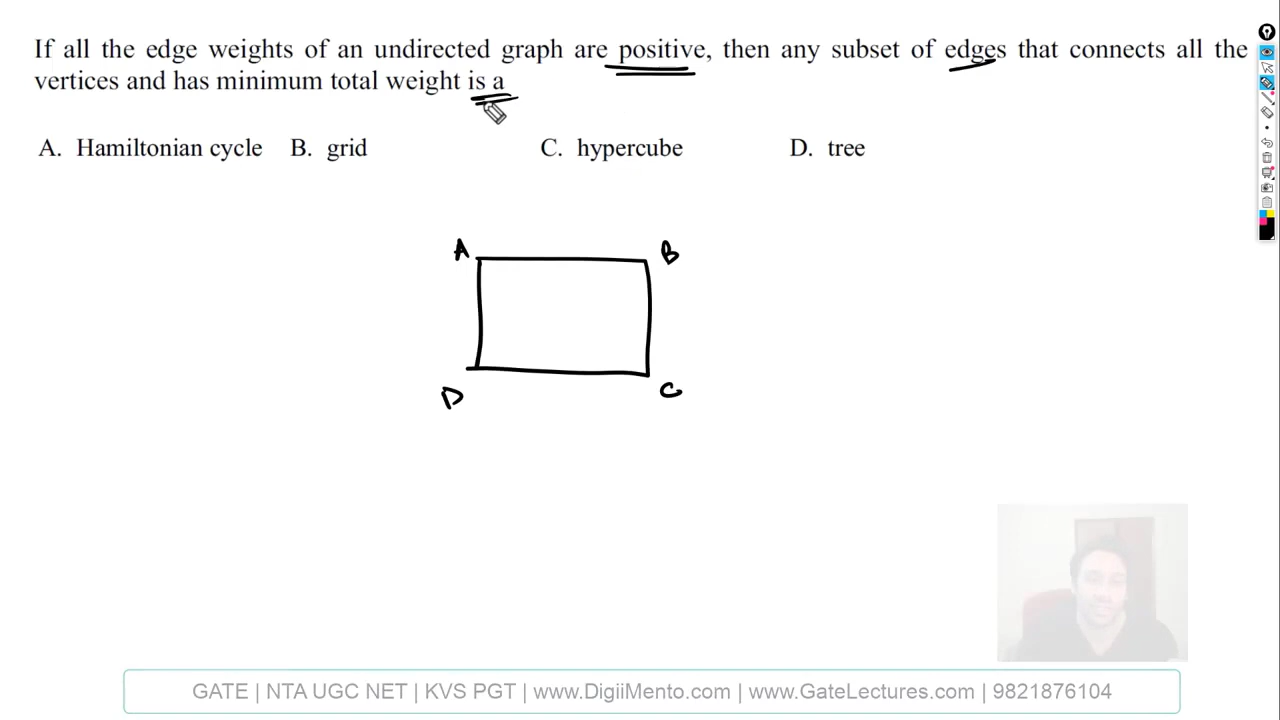 If all the edge weights of an undirected graph are positive, then any subset of edges that connects all the
vertices and has minimum total weight is a
A. Hamiltonian cycle B. grid C. hypercube D. tree
A B
D C
GATE | NTA UGC NET | KVS PGT | www.DigiiMento.com | www.GateLectures.com | 9821876104